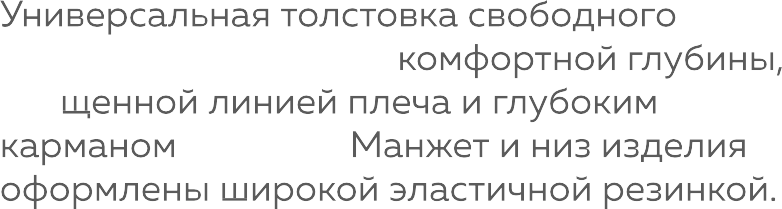 Универсальная толстовка свободного
комфортной глубины,
щенной линией плеча и глубоким
карманом Манжет и низ изделия
оформлены широкой эластичной резинкой.